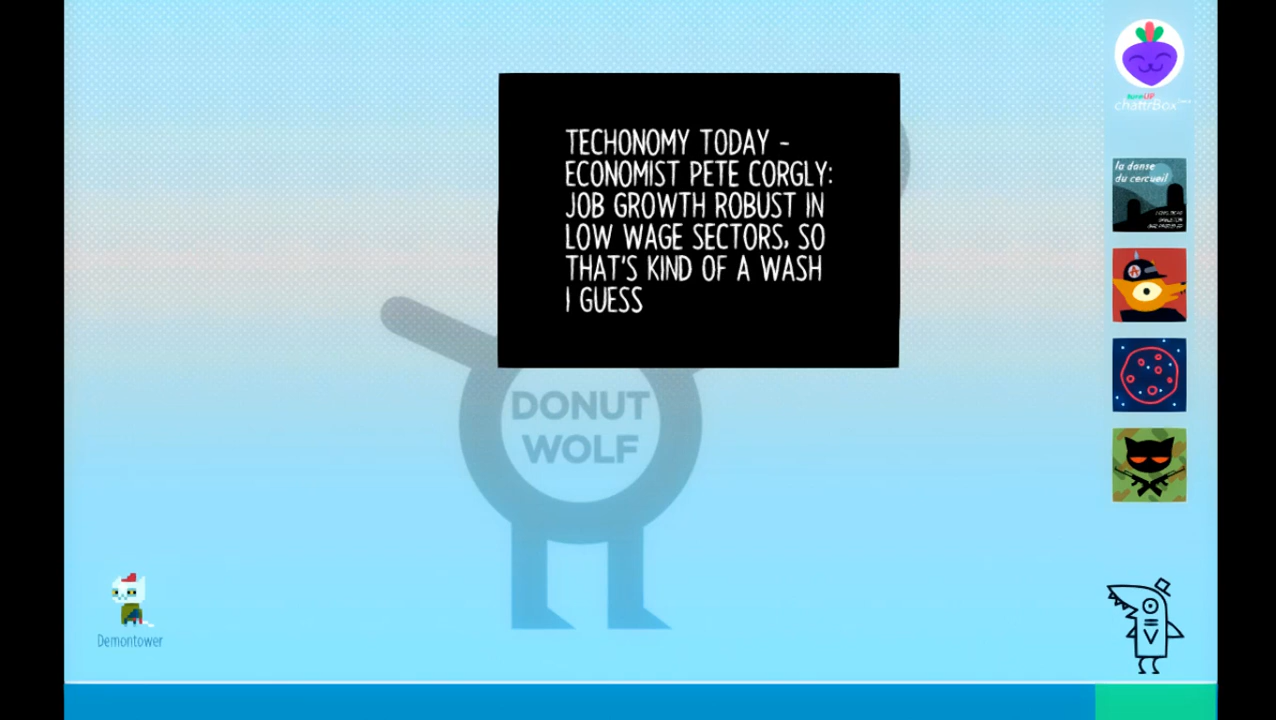 TECHONOMY TODAY -
ECONOMIST PETE CORGLY:
JOB GROWTH ROBUST IN
LOW WAGE SECTORS, SO
THAT'S KIND OF A WASH
I GUESS
DONUT
WOLF
chattrBox
la danse
du cercueil
Demontower